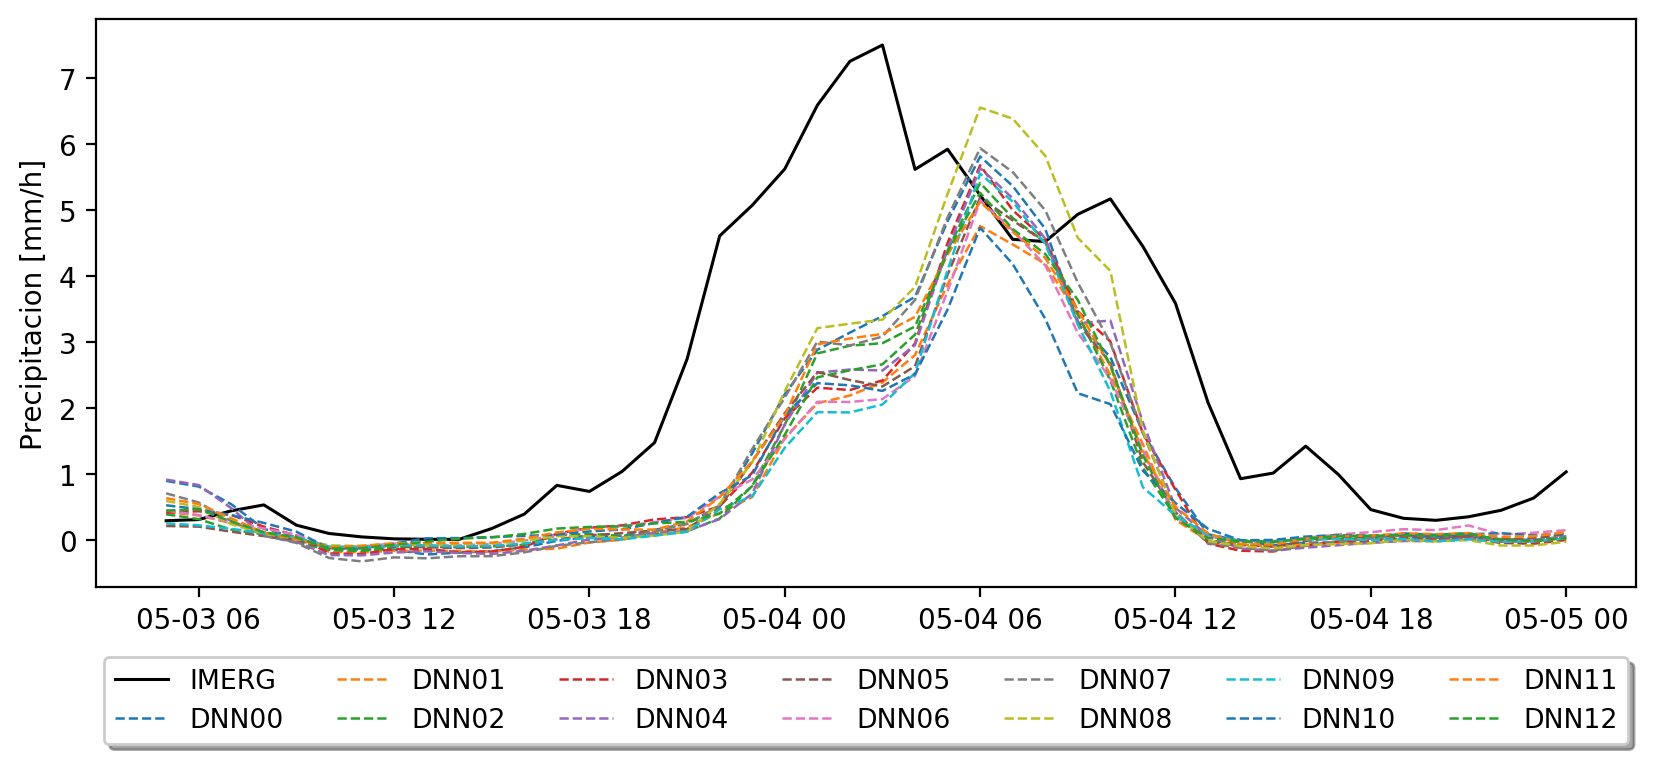 Precipitacion [mm/h]
7
6
5
4
3
2
1
0
05-03 06 05-03 12 05-03 18 05-04 00 05-04 06 05-04 12 05-04 18 05-05 00
IMERG DNN01 DNN03 DNN05 DNN07 DNN09 DNN11
DNN00 DNN02 DNN04 DNN06 DNN08 DNN10 DNN12